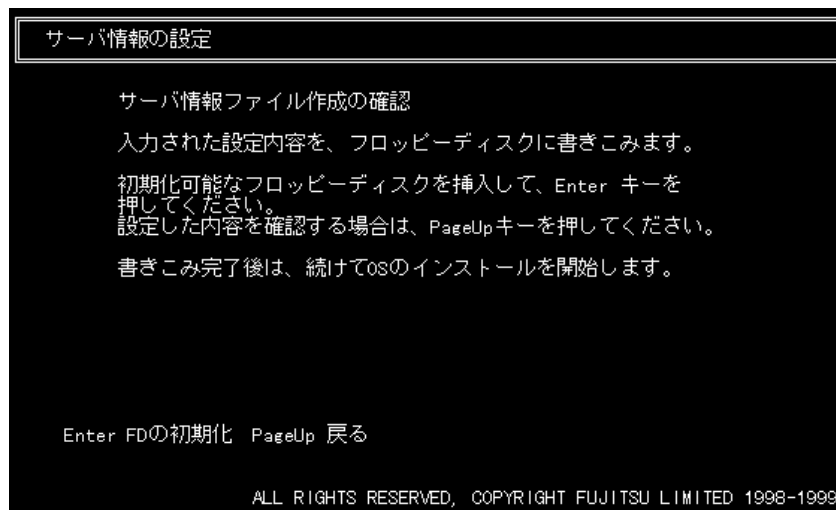 サーバ情報の設定
サーバ情報ファイル作成の確認
入力された設定内容を、フロッピーディスクに書きこみます。
初期化可能なフロッピーディスクを挿入して、Enter キーを
押してください。
設定した内容を確認する場合は、PageUpキーを押してください。
書きこみ完了後は、続けてOSのインストールを開始します。
Enter FDの初期化 PageUp 戻る
ALL RIGHTS RESERVED, COPYRIGHT FUJITSU LIMITED 1998-1999